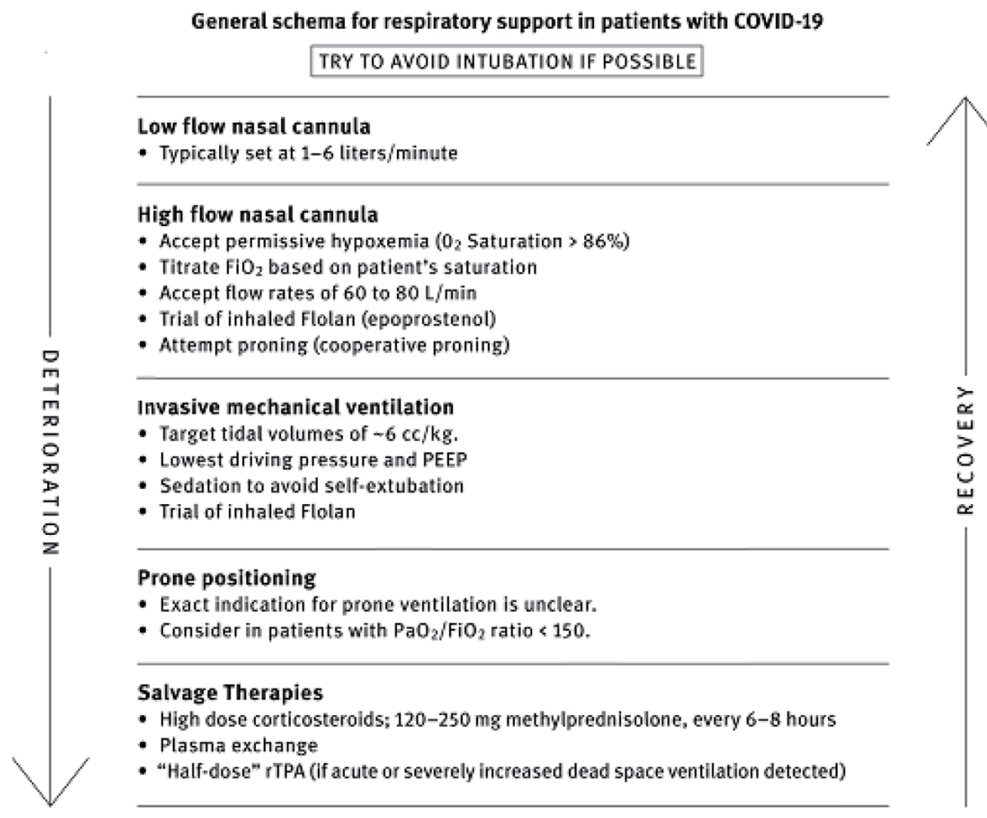 General schema for respiratory support in patients with COVID-19
TRY TO AVOID INTUBATION IF POSSIBLE
Low flow nasal cannula
• Typically set at 1–6 liters/minute
High flow nasal cannula
• Accept permissive hypoxemia (0₂ Saturation > 86%)
• Titrate FiO₂ based on patient's saturation
• Accept flow rates of 60 to 80 L/min
• Trial of inhaled Flolan (epoprostenol)
• Attempt proning (cooperative proning)
Invasive mechanical ventilation
• Target tidal volumes of ~6 cc/kg.
• Lowest driving pressure and PEEP
• Sedation to avoid self-extubation
• Trial of inhaled Flolan
Prone positioning
• Exact indication for prone ventilation is unclear.
• Consider in patients with PaO₂/FiO₂ ratio < 150.
Salvage Therapies
• High dose corticosteroids; 120–250 mg methylprednisolone, every 6–8 hours
• Plasma exchange
• “Half-dose” rTPA (if acute or severely increased dead space ventilation detected)
DETERIORATION
RECOVERY